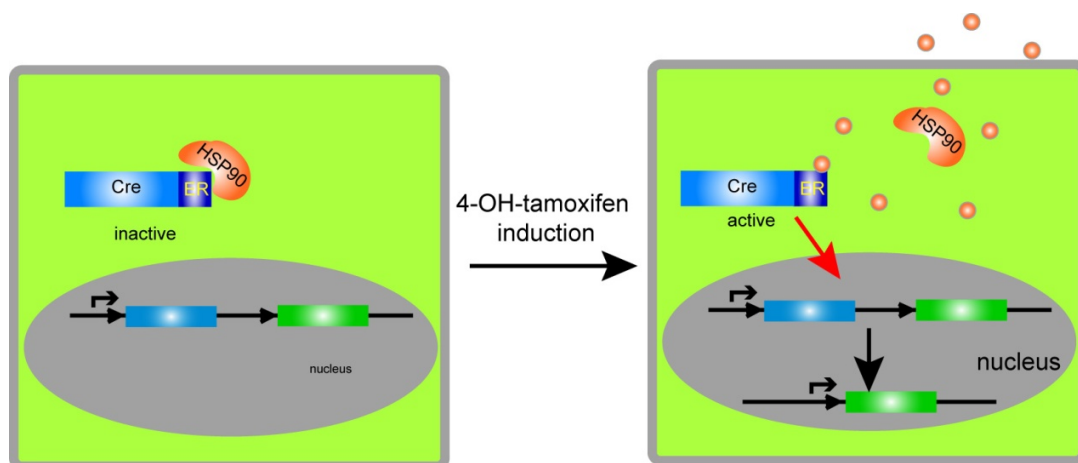 HSP90
Cre
ER
inactive
nucleus
4-OH-tamoxifen
induction
HSP90
Cre
ER
active
nucleus